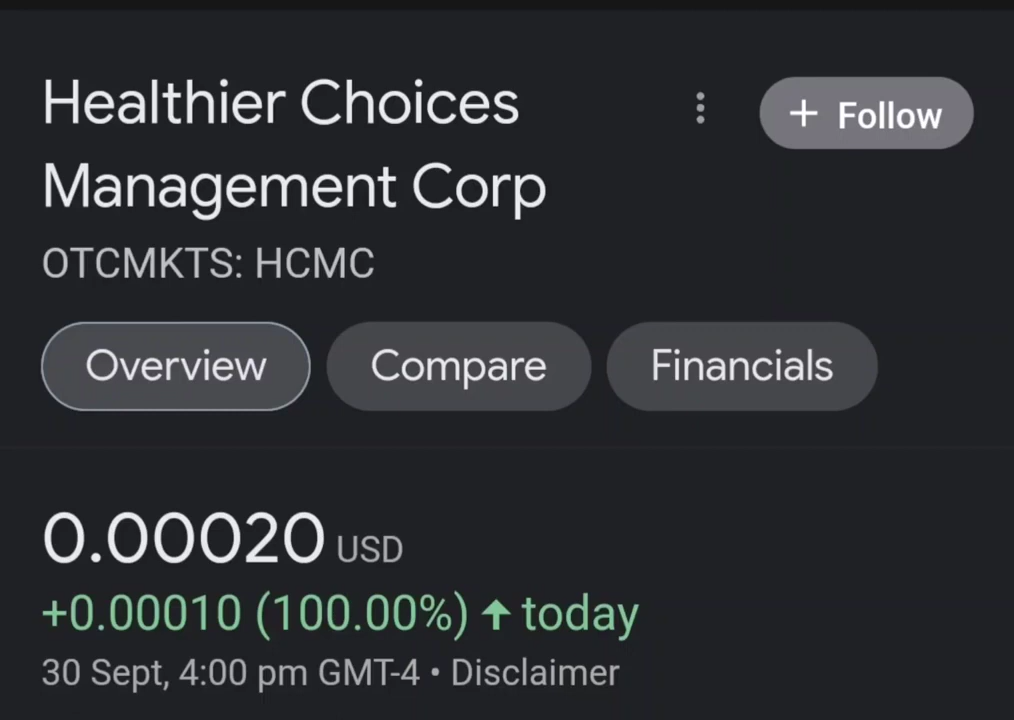 Healthier Choices
Management Corp
+ Follow
OTCMKTS: HCMC
Overview Compare Financials
0.00020 USD
+0.00010 (100.00%) ↑ today
30 Sept, 4:00 pm GMT-4 • Disclaimer